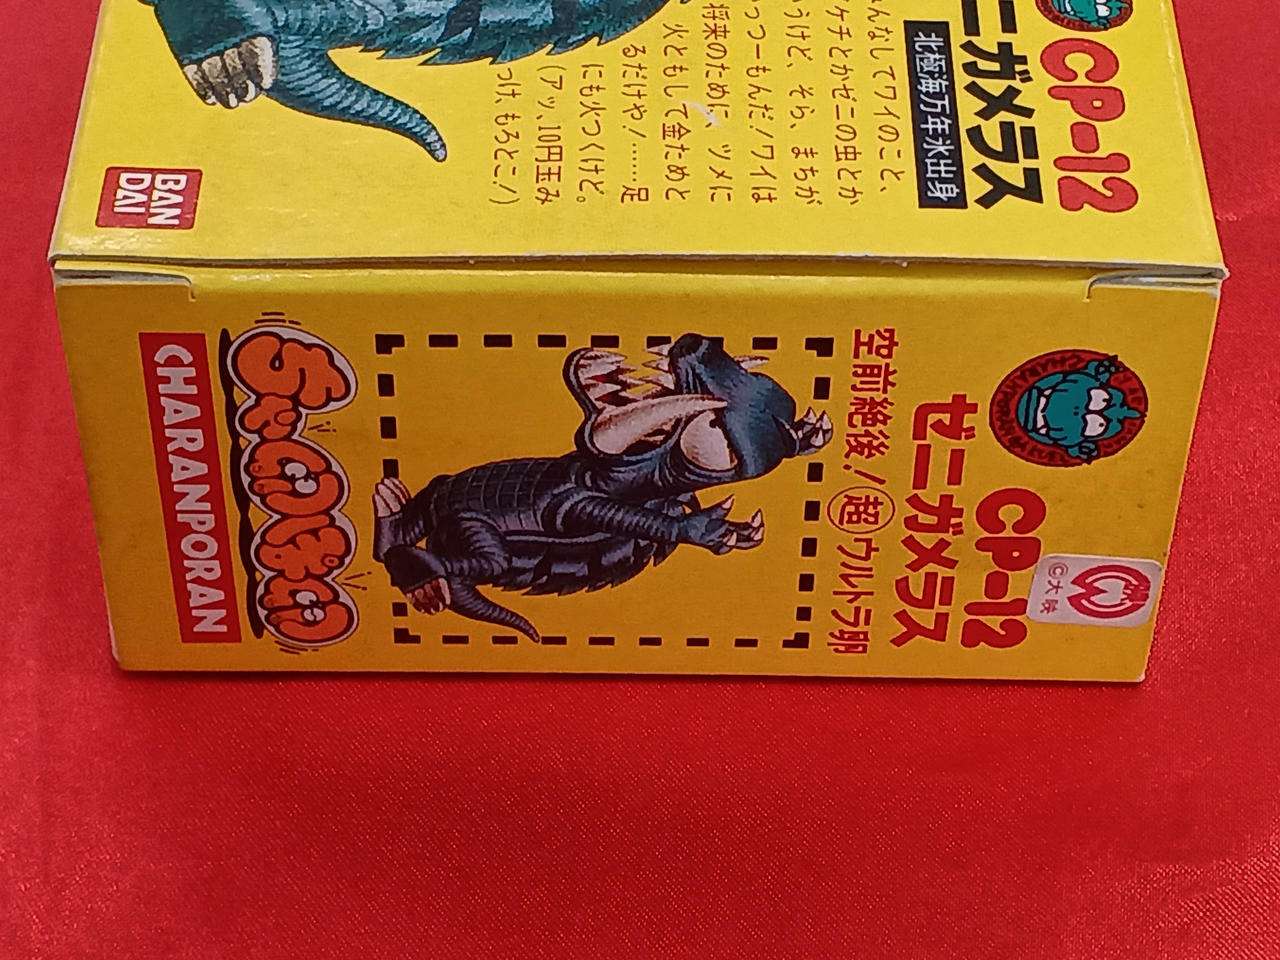 CP-12
ニガメラス
北極海万年氷出身
んなしてワイのこと、
ケチとかゼニの虫とか
うけど、そら、まちが
っつーもんだ!ワイは
将来のために、ツメに
火ともして金ためと
るだけや!……足
にも火つくけど。
(アッ、10円玉み
っけ、もろとこ!)
BAN
DAI
CP-12
©大映
ゼニガメラス
空前絶後!超ウルトラ卵
ちゃらんぽらん
CHARANPORAN